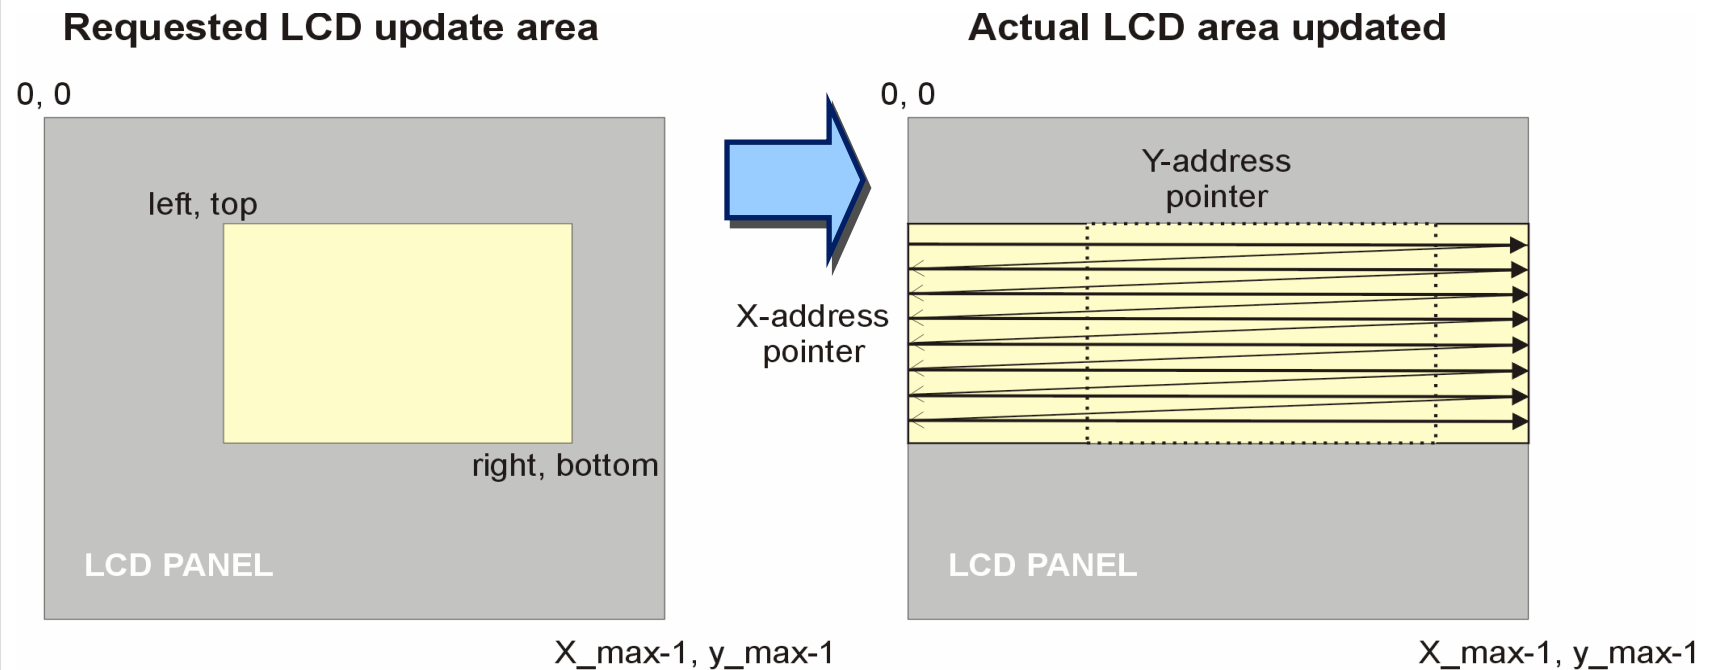 Requested LCD update area
0, 0
left, top
right, bottom
LCD PANEL
X_max-1, y_max-1
X-address
pointer
Actual LCD area updated
0, 0
Y-address
pointer
LCD PANEL
X_max-1, y_max-1